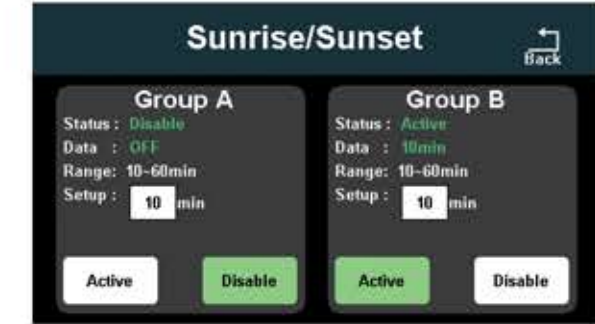 Sunrise/Sunset
Back
Group A
Status : Disable
Data : OFF
Range: 10~60min
Setup : 10 min
Active Disable
Group B
Status : Active
Data : 10min
Range: 10~60min
Setup : 10 min
Active Disable